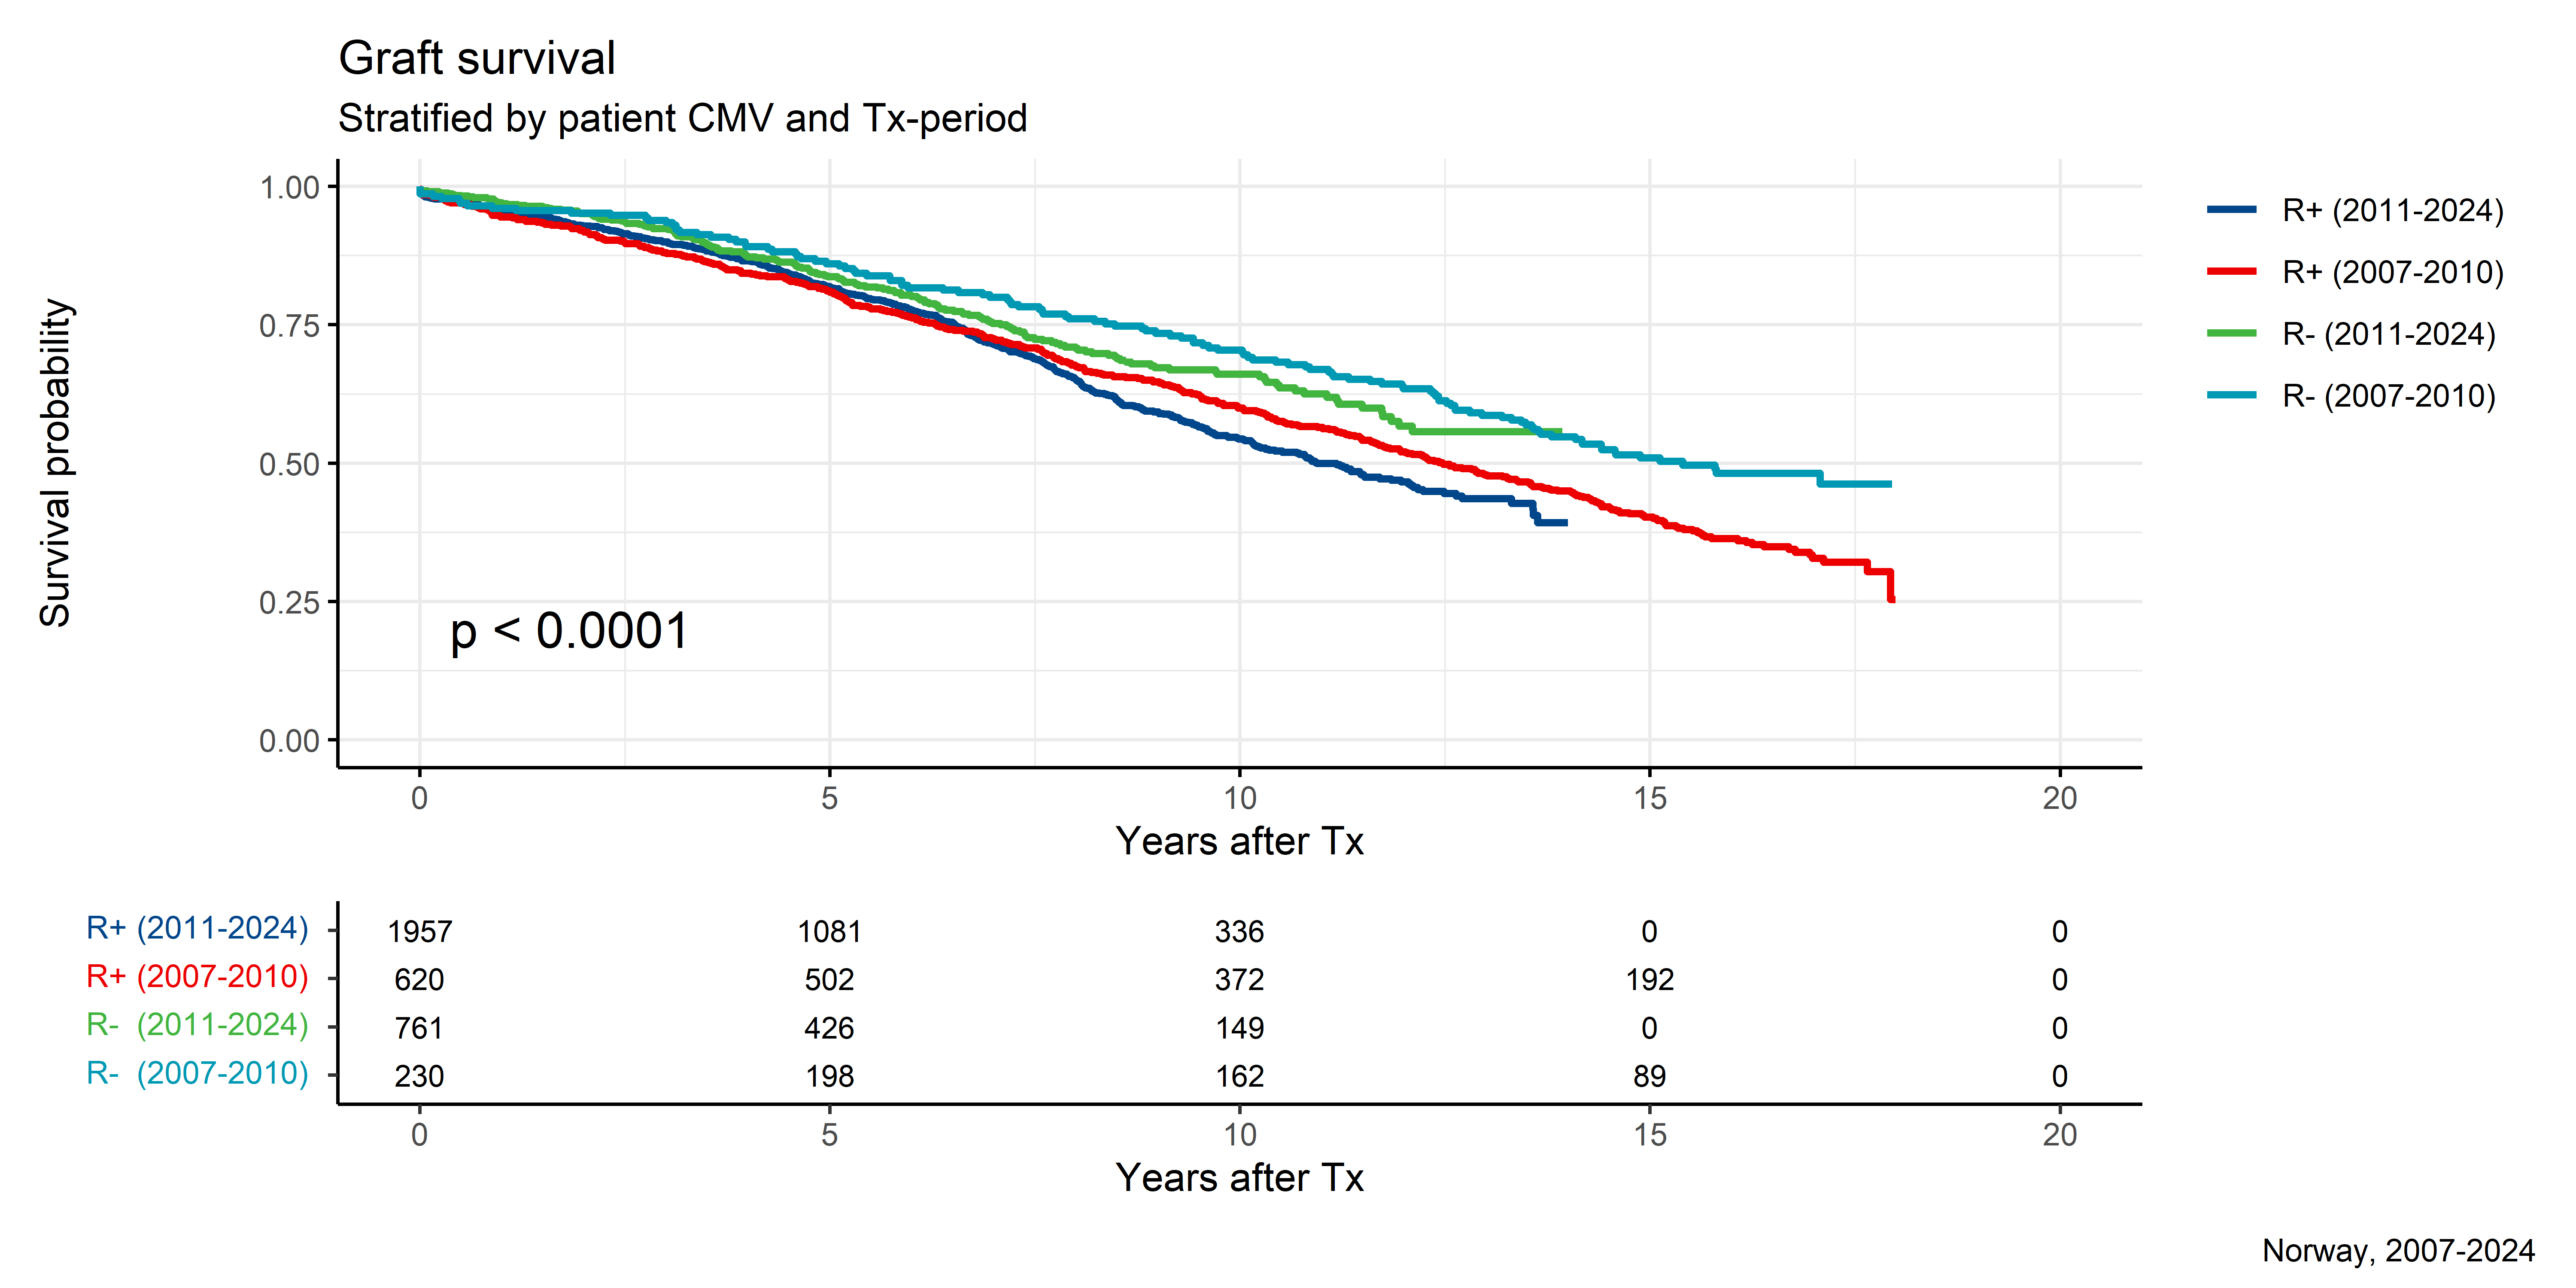 Graft survival
Stratified by patient CMV and Tx-period
Survival probability
1.00
0.75
0.50
0.25
0.00
p < 0.0001
0 5 10 15 20
Years after Tx
R+ (2011-2024)
R+ (2007-2010)
R- (2011-2024)
R- (2007-2010)
R+ (2011-2024) 1957 1081 336 0 0
R+ (2007-2010) 620 502 372 192 0
R- (2011-2024) 761 426 149 0 0
R- (2007-2010) 230 198 162 89 0
0 5 10 15 20
Years after Tx
Norway, 2007-2024